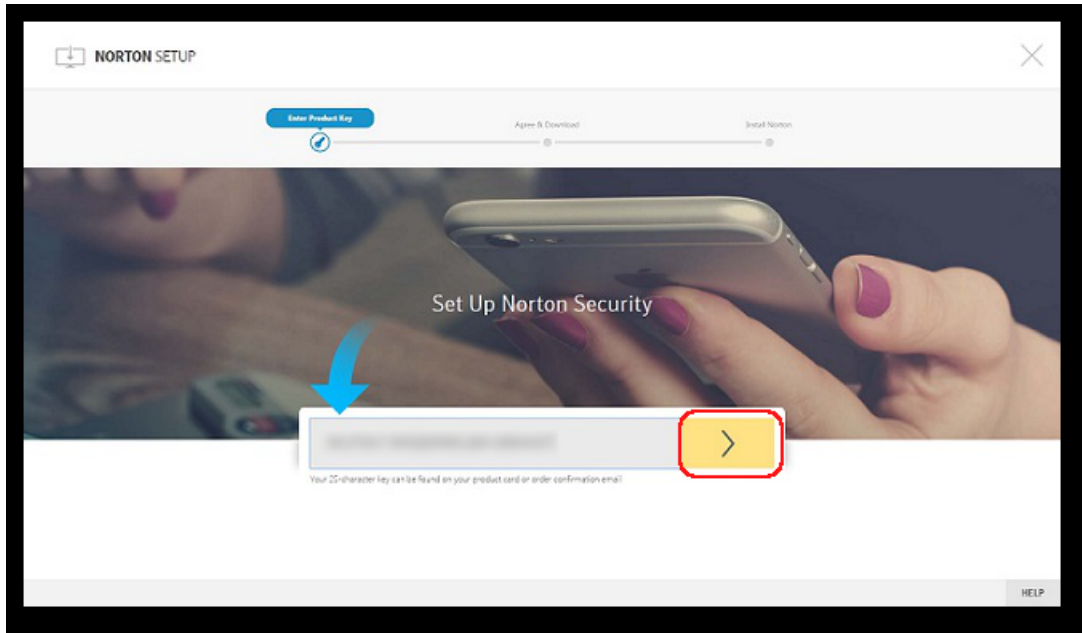 NORTON SETUP
Enter Product Key
Agree & Download
Install Norton
Set Up Norton Security
Your 25-character key can be found on your product card or order confirmation email
HELP